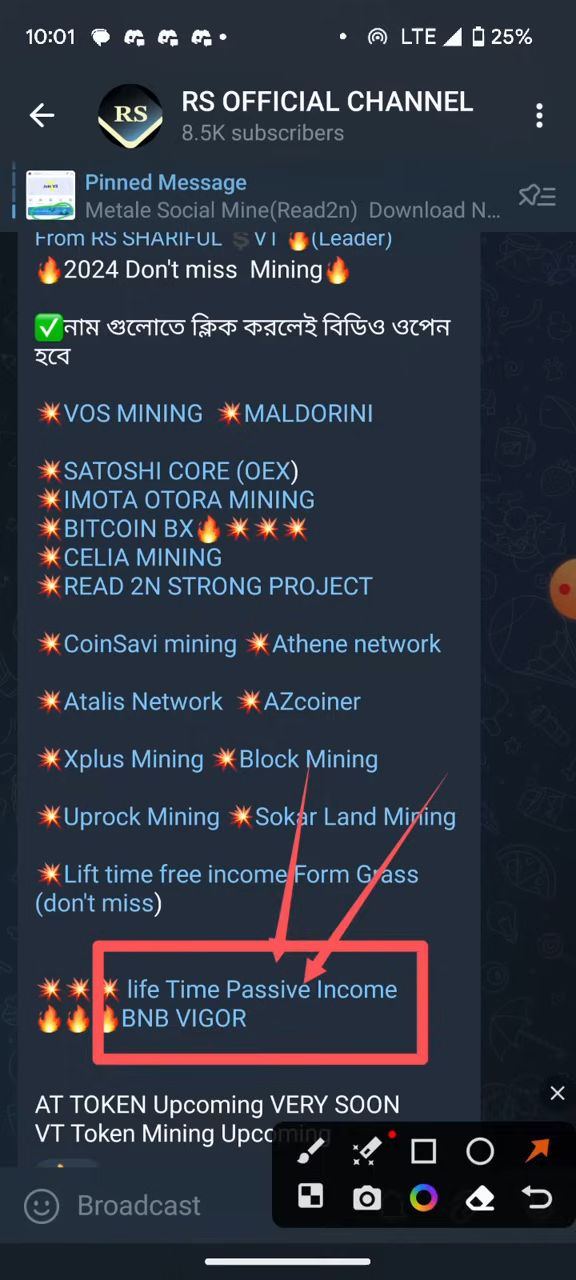 10:01
LTE 25%
RS OFFICIAL CHANNEL
8.5K subscribers
RS
Pinned Message
Metale Social Mine(Read2n) Download N...
From RS SHARIFUL 💲VT 🔥(Leader)
🔥2024 Don't miss Mining🔥
✅নাম গুলোতে ক্লিক করলেই বিডিও ওপেন
হবে
💥VOS MINING 💥MALDORINI
💥SATOSHI CORE (OEX)
💥IMOTA OTORA MINING
💥BITCOIN BX🔥💥💥💥
💥CELIA MINING
💥READ 2N STRONG PROJECT
💥CoinSavi mining 💥Athene network
💥Atalis Network 💥AZcoiner
💥Xplus Mining 💥Block Mining
💥Uprock Mining 💥Sokar Land Mining
💥Lift time free income Form Grass
(don't miss)
💥💥💥 life Time Passive Income
🔥🔥🔥BNB VIGOR
AT TOKEN Upcoming VERY SOON
VT Token Mining Upcoming
Broadcast